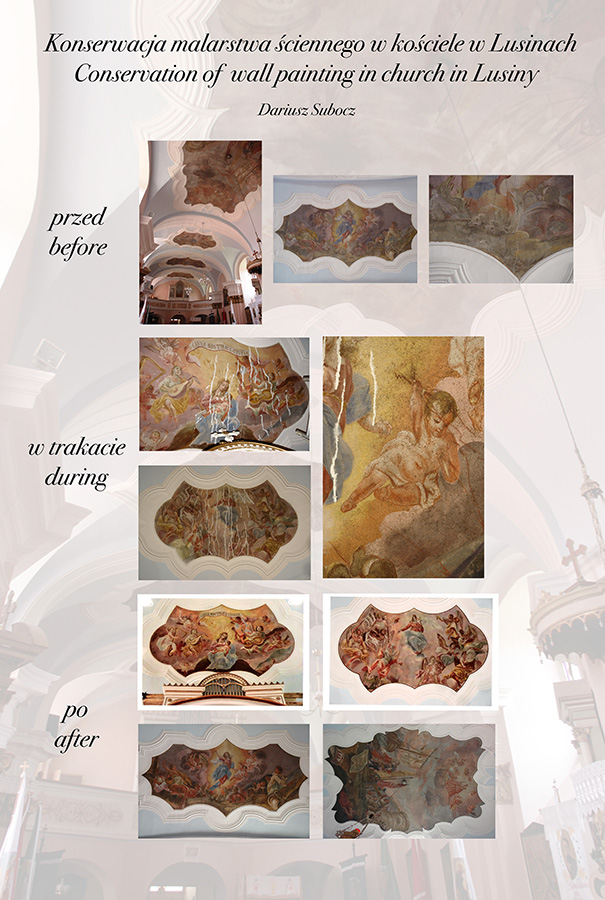 Konserwacja malarstwa ściennego w kościele w Lusinach
Conservation of wall painting in church in Lusiny
Dariusz Subocz
przed
before
w trakacie
during
po
after